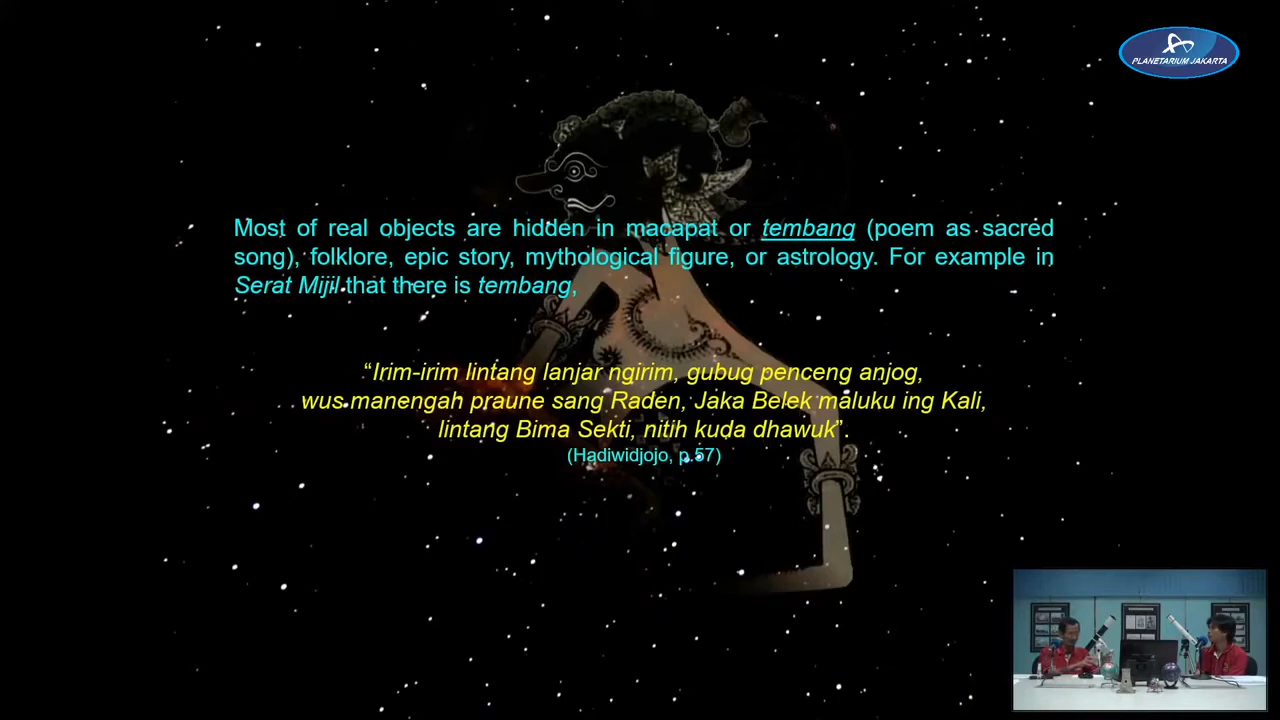 PLANETARIUM JAKARTA
Most of real objects are hidden in macapat or tembang (poem as sacred
song), folklore, epic story, mythological figure, or astrology. For example in
Serat Mijil that there is tembang,
“Irim-irim lintang lanjar ngirim, gubug penceng anjog,
wus manengah praune sang Raden, Jaka Belek maluku ing Kali,
lintang Bima Sekti, nitih kuda dhawuk”.
(Hadiwidjojo, p.57)